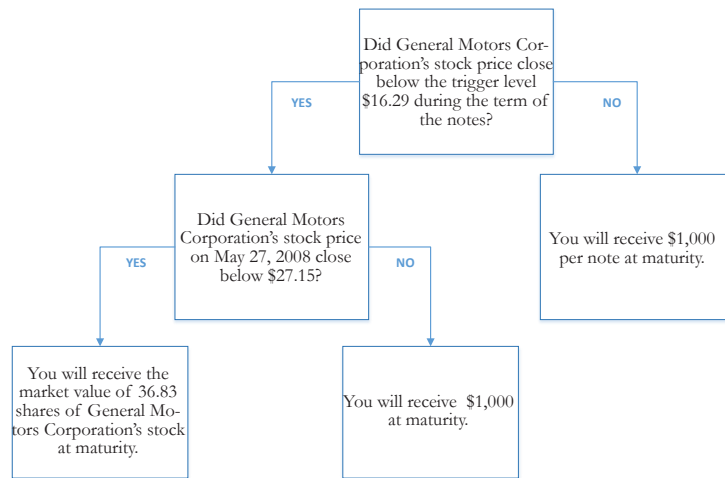 Did General Motors Cor-
poration's stock price close
below the trigger level
$16.29 during the term of
the notes?
YES
NO
Did General Motors
Corporation's stock price
on May 27, 2008 close
below $27.15?
You will receive $1,000
per note at maturity.
YES
NO
You will receive the
market value of 36.83
shares of General Mo-
tors Corporation's stock
at maturity.
You will receive $1,000
at maturity.